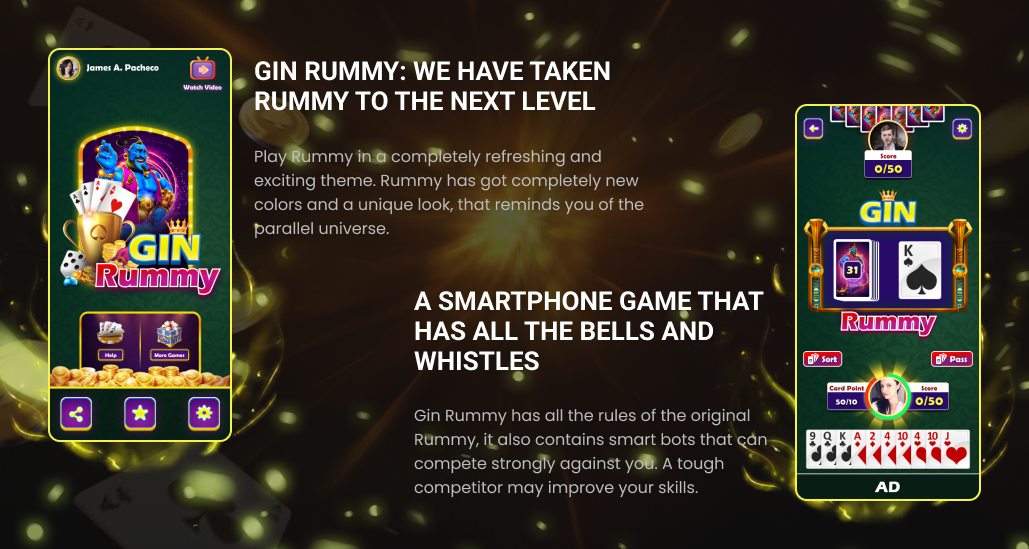 James A. Pacheco
Watch Video
GIN
Rummy
Help
More Games
GIN RUMMY: WE HAVE TAKEN
RUMMY TO THE NEXT LEVEL
Play Rummy in a completely refreshing and
exciting theme. Rummy has got completely new
colors and a unique look, that reminds you of the
parallel universe.
A SMARTPHONE GAME THAT
HAS ALL THE BELLS AND
WHISTLES
Gin Rummy has all the rules of the original
Rummy, it also contains smart bots that can
compete strongly against you. A tough
competitor may improve your skills.
Score
0/50
GIN
31
K
Rummy
Sort
Pass
Card Point
50/10
Score
0/50
9 Q K A 2 4 10 4 10 J
AD